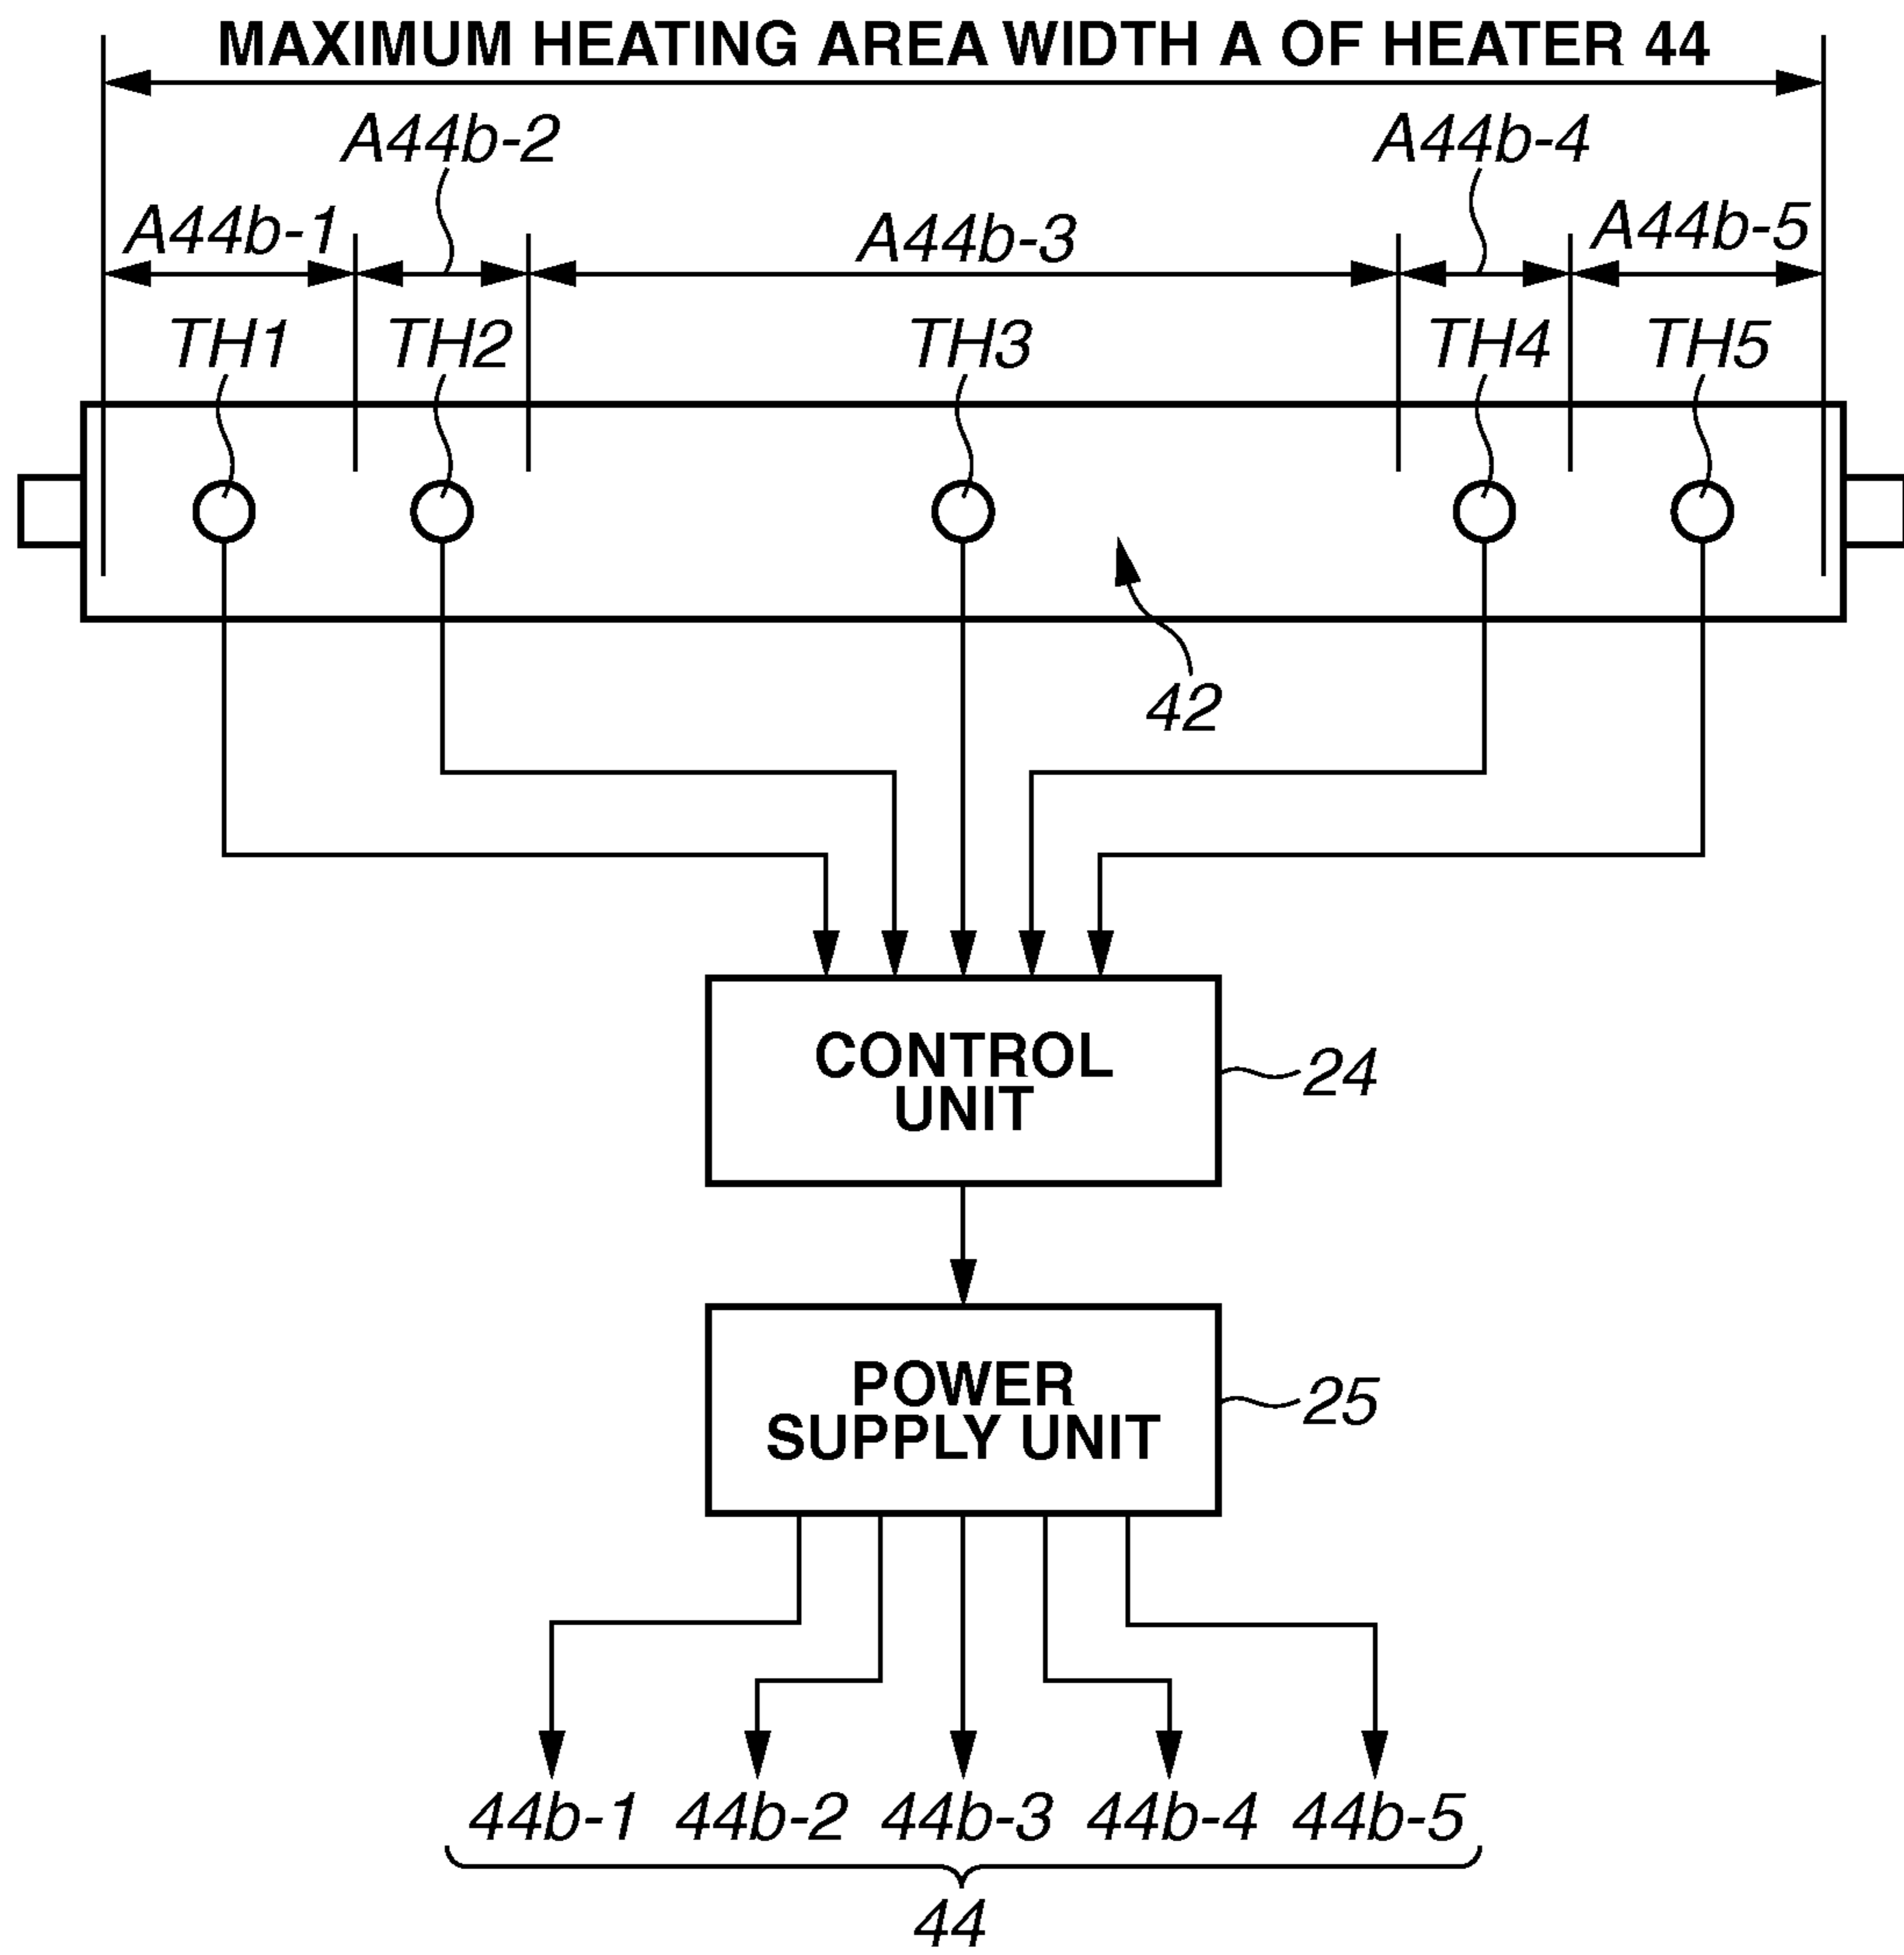 MAXIMUM HEATING AREA WIDTH A OF HEATER 44
A44b-2
A44b-4
A44b-1
A44b-3
A44b-5
TH1
TH2
TH3
TH4
TH5
42
CONTROL
UNIT
24
POWER
SUPPLY UNIT
25
44b-1
44b-2
44b-3
44b-4
44b-5
44